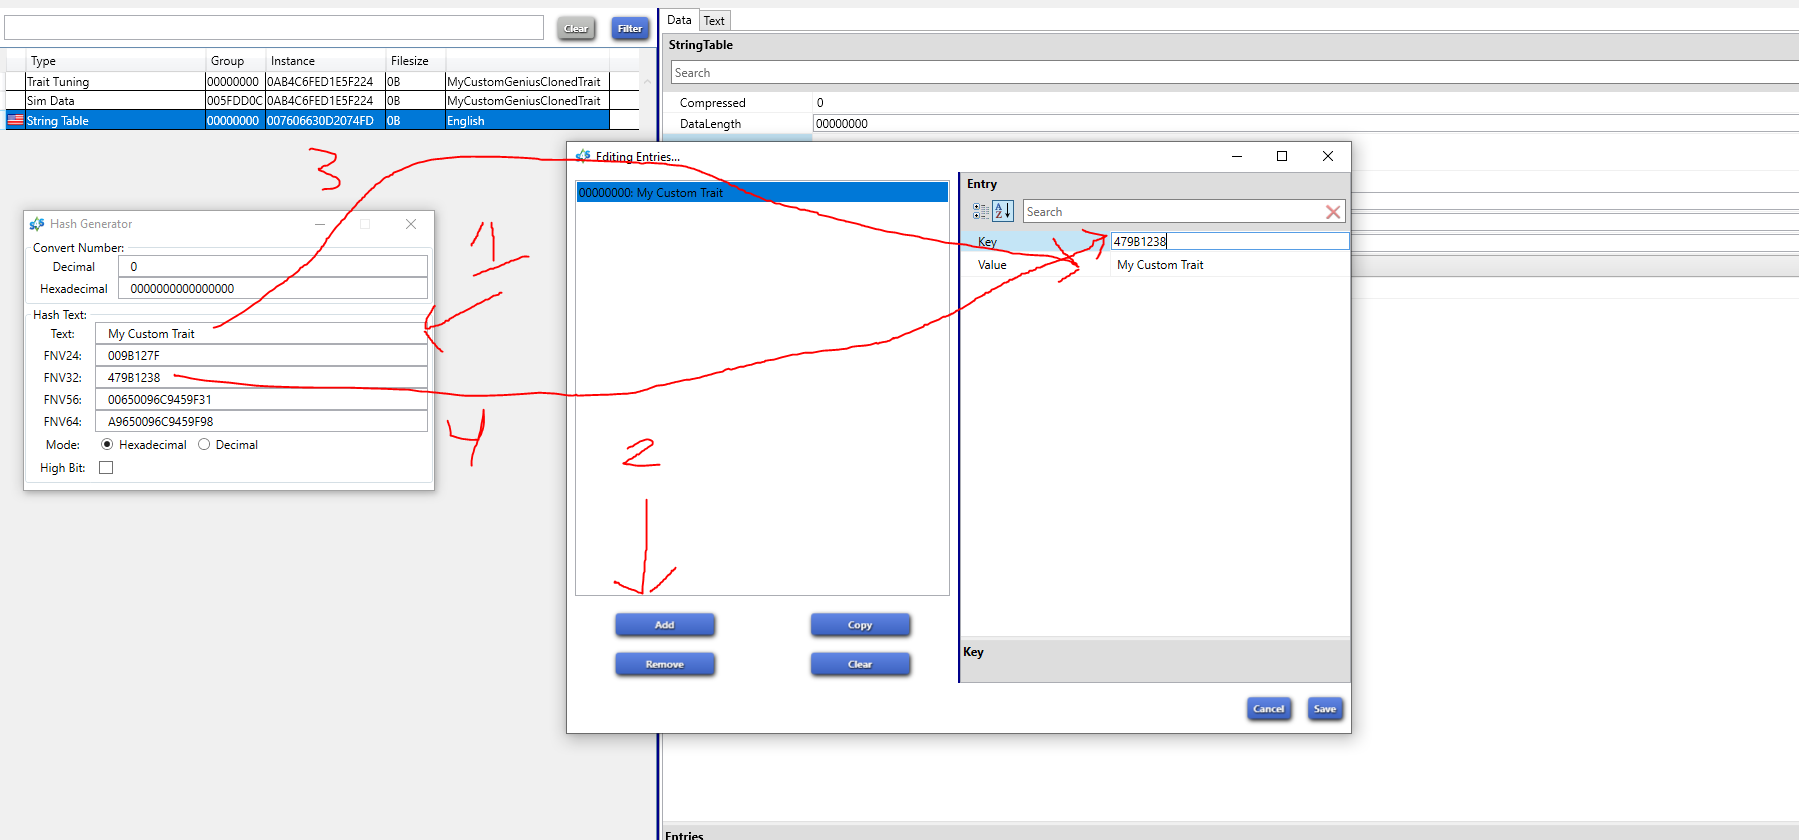 Clear Filter
Type Group Instance Filesize
Trait Tuning 00000000 0AB4C6FED1E5F224 0B MyCustomGeniusClonedTrait
Sim Data 005FDD0C 0AB4C6FED1E5F224 0B MyCustomGeniusClonedTrait
String Table 00000000 007606630D2074FD 0B English
Data Text
StringTable
Search
Compressed 0
DataLength 00000000
3
1
Hash Generator
Convert Number:
Decimal 0
Hexadecimal 0000000000000000
Hash Text:
Text: My Custom Trait
FNV24: 009B127F
FNV32: 479B1238
FNV56: 00650096C9459F31
FNV64: A9650096C9459F98
Mode: Hexadecimal Decimal
High Bit:
4
2
Editing Entries...
00000000: My Custom Trait
Add Copy
Remove Clear
Entry
Search
Key 479B1238
Value My Custom Trait
Key
Cancel Save
Entries